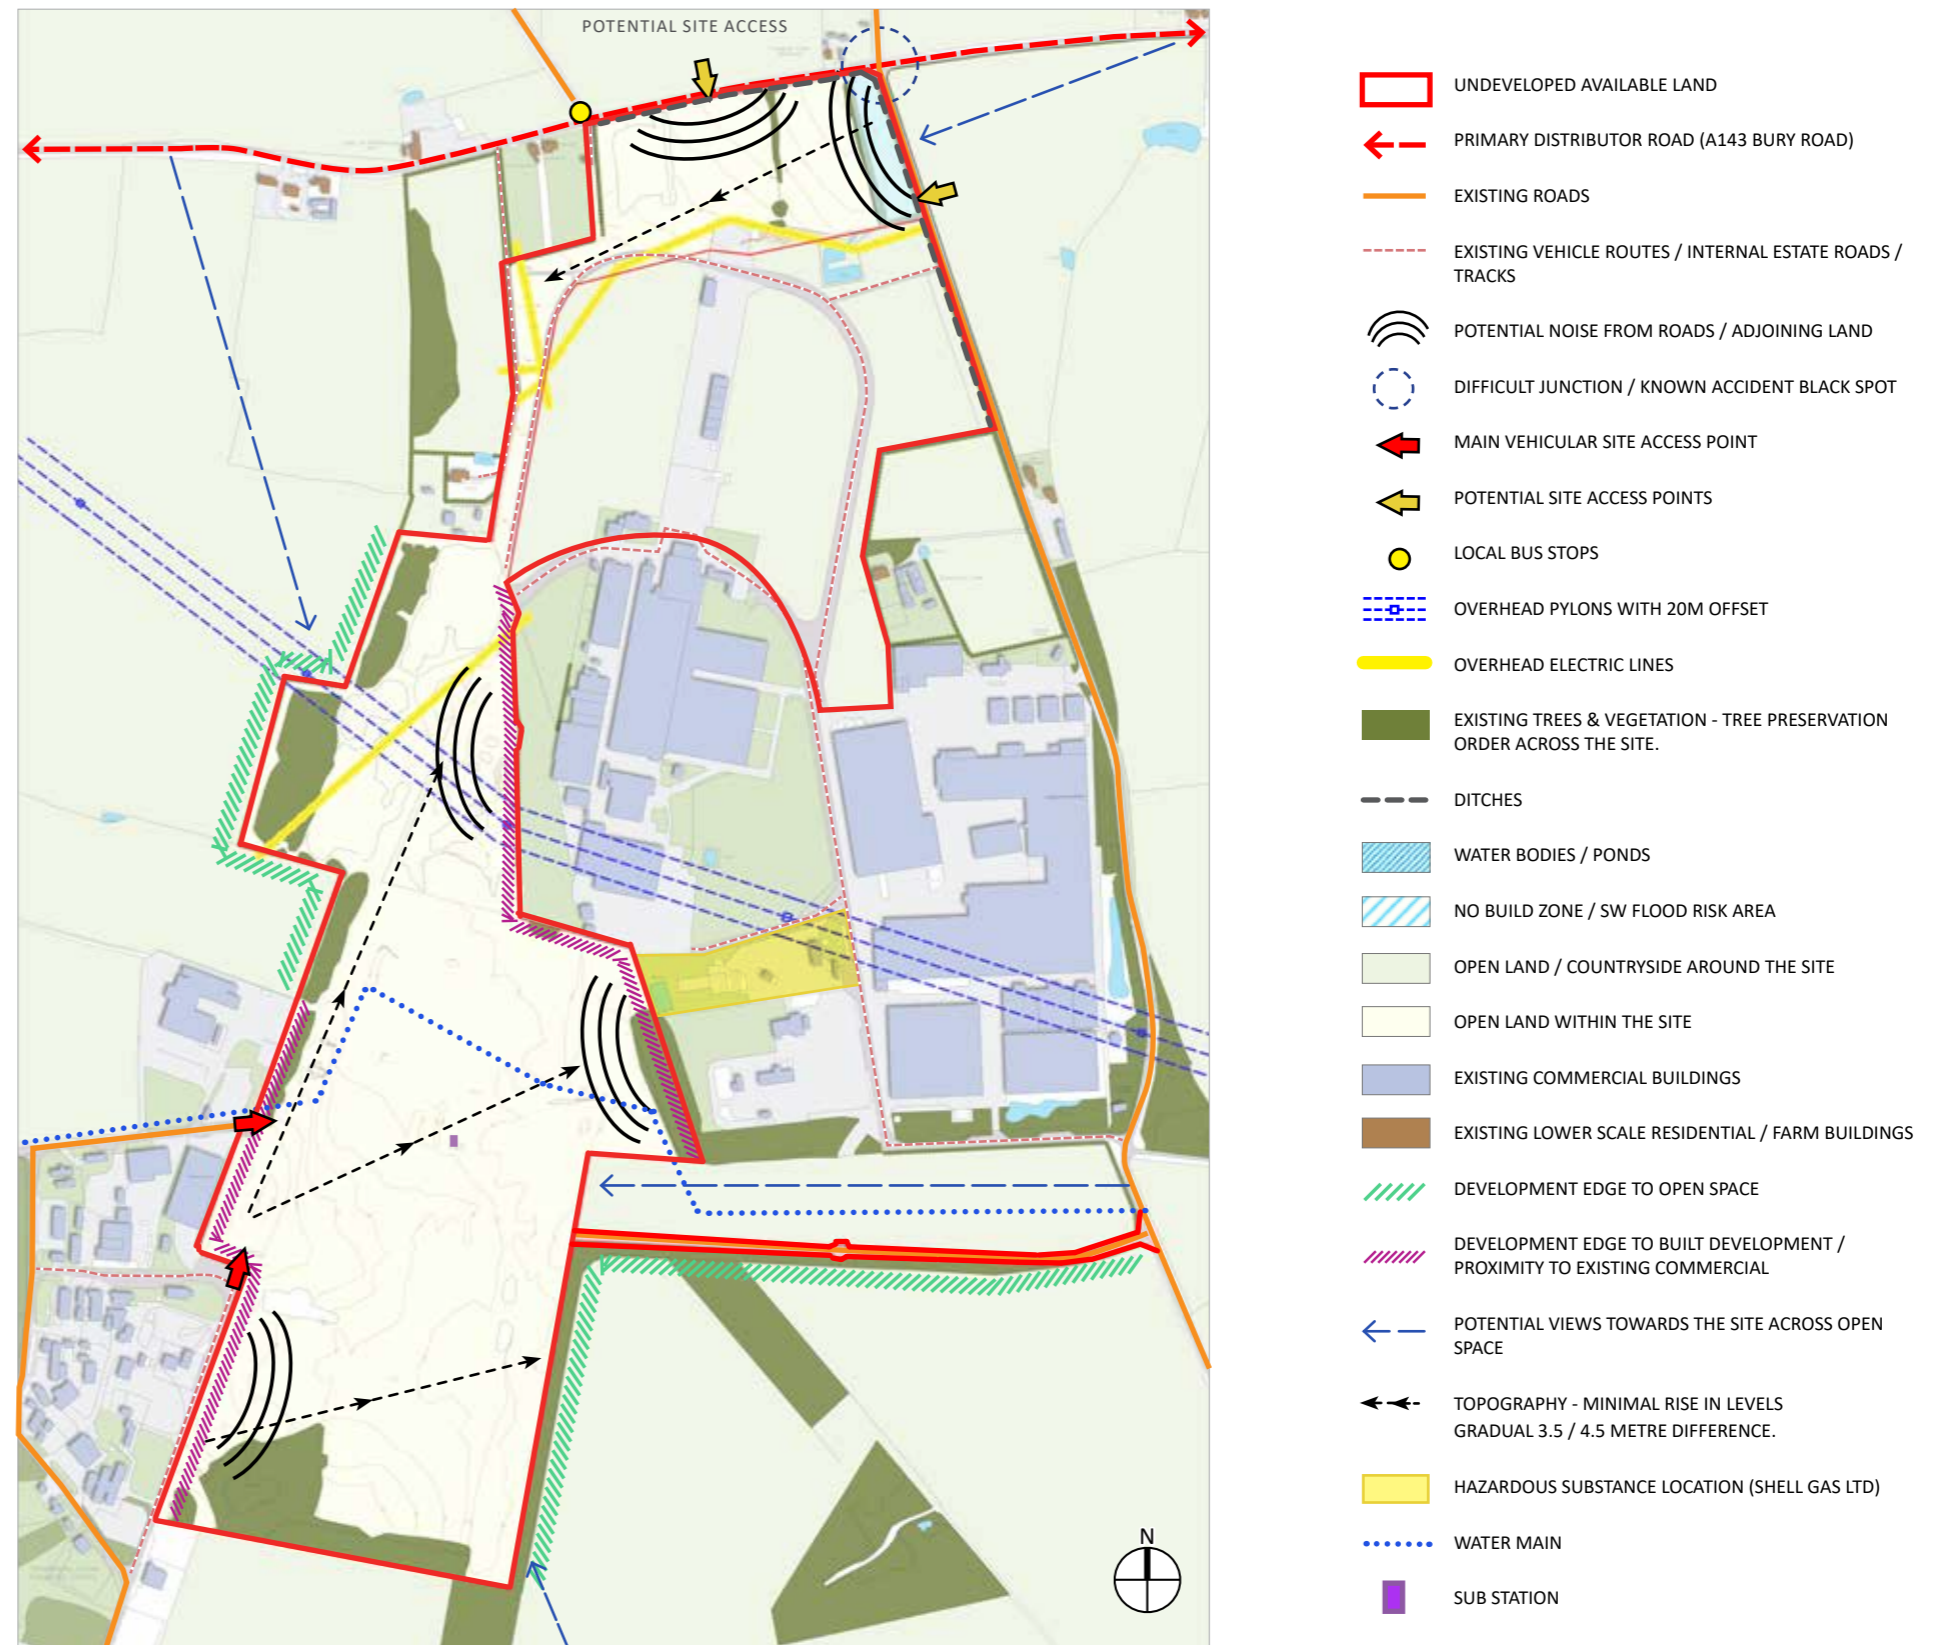 POTENTIAL SITE ACCESS
UNDEVELOPED AVAILABLE LAND
PRIMARY DISTRIBUTOR ROAD (A143 BURY ROAD)
EXISTING ROADS
EXISTING VEHICLE ROUTES / INTERNAL ESTATE ROADS /
TRACKS
POTENTIAL NOISE FROM ROADS / ADJOINING LAND
DIFFICULT JUNCTION / KNOWN ACCIDENT BLACK SPOT
MAIN VEHICULAR SITE ACCESS POINT
POTENTIAL SITE ACCESS POINTS
LOCAL BUS STOPS
OVERHEAD PYLONS WITH 20M OFFSET
OVERHEAD ELECTRIC LINES
EXISTING TREES & VEGETATION - TREE PRESERVATION
ORDER ACROSS THE SITE.
DITCHES
WATER BODIES / PONDS
NO BUILD ZONE / SW FLOOD RISK AREA
OPEN LAND / COUNTRYSIDE AROUND THE SITE
OPEN LAND WITHIN THE SITE
EXISTING COMMERCIAL BUILDINGS
EXISTING LOWER SCALE RESIDENTIAL / FARM BUILDINGS
DEVELOPMENT EDGE TO OPEN SPACE
DEVELOPMENT EDGE TO BUILT DEVELOPMENT /
PROXIMITY TO EXISTING COMMERCIAL
POTENTIAL VIEWS TOWARDS THE SITE ACROSS OPEN
SPACE
TOPOGRAPHY - MINIMAL RISE IN LEVELS
GRADUAL 3.5 / 4.5 METRE DIFFERENCE.
HAZARDOUS SUBSTANCE LOCATION (SHELL GAS LTD)
WATER MAIN
SUB STATION
N